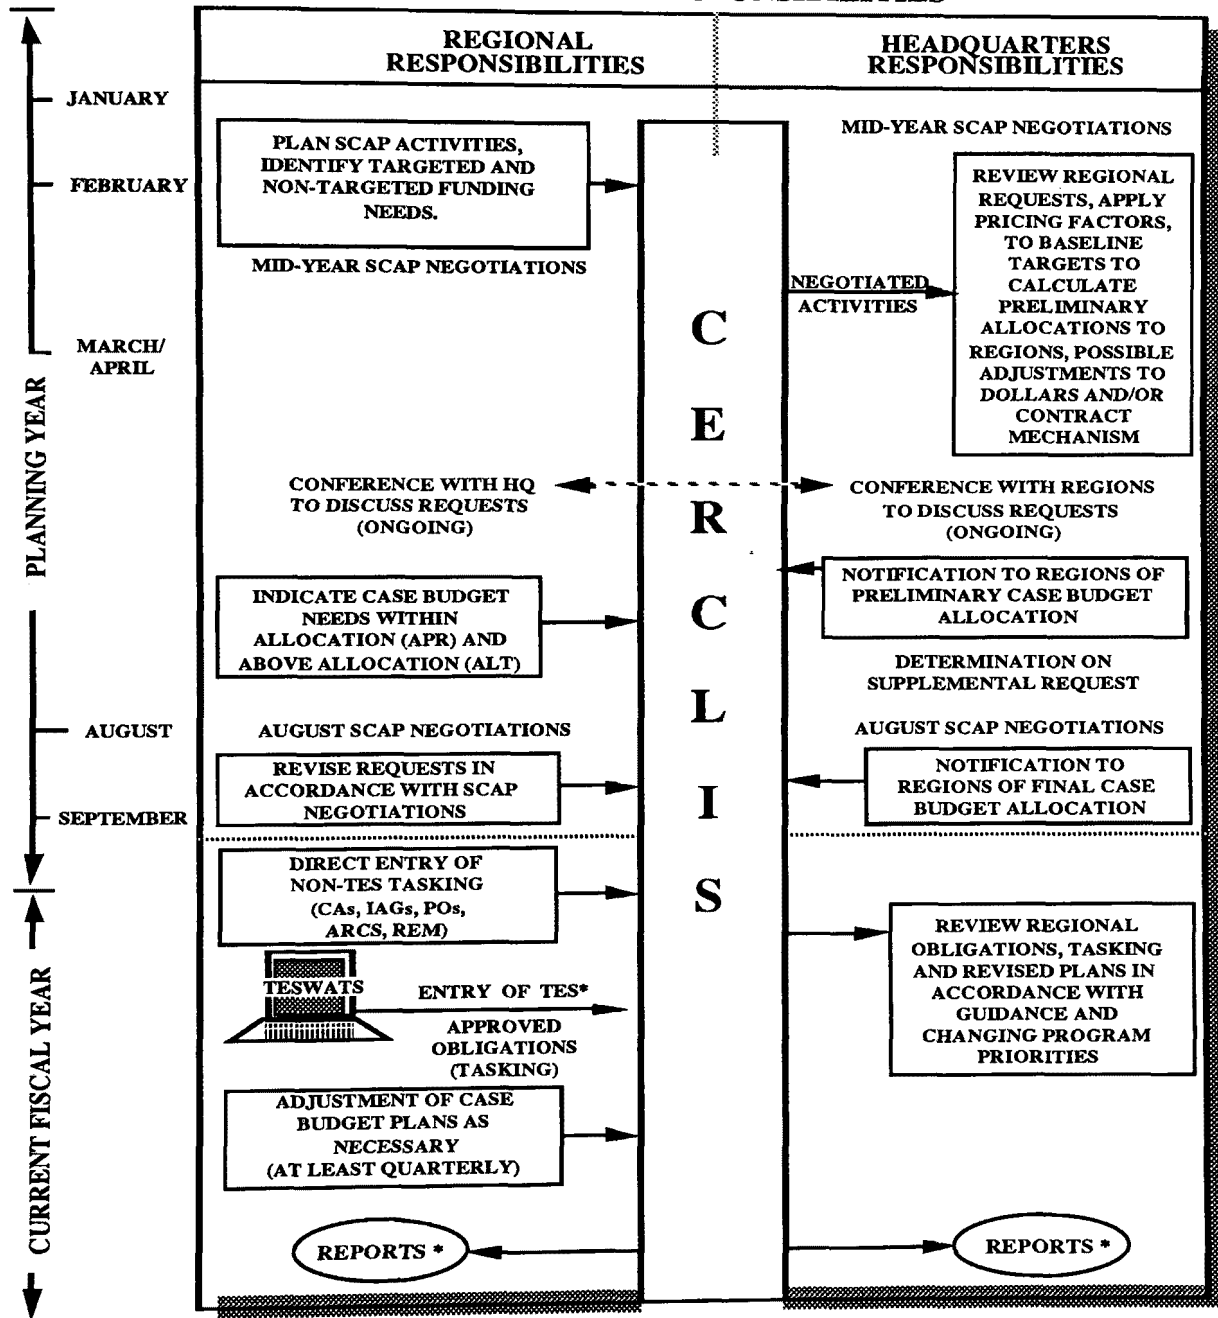 REGIONAL
RESPONSIBILITIES
HEADQUARTERS
RESPONSIBILITIES
PLANNING YEAR
CURRENT FISCAL YEAR
JANUARY
FEBRUARY
MARCH/
APRIL
AUGUST
SEPTEMBER
PLAN SCAP ACTIVITIES,
IDENTIFY TARGETED AND
NON-TARGETED FUNDING
NEEDS.
MID-YEAR SCAP NEGOTIATIONS
CONFERENCE WITH HQ
TO DISCUSS REQUESTS
(ONGOING)
INDICATE CASE BUDGET
NEEDS WITHIN
ALLOCATION (APR) AND
ABOVE ALLOCATION (ALT)
AUGUST SCAP NEGOTIATIONS
REVISE REQUESTS IN
ACCORDANCE WITH SCAP
NEGOTIATIONS
DIRECT ENTRY OF
NON-TES TASKING
(CAs, IAGs, POs,
ARCS, REM)
TESWATS
ENTRY OF TES*
APPROVED
OBLIGATIONS
(TASKING)
ADJUSTMENT OF CASE
BUDGET PLANS AS
NECESSARY
(AT LEAST QUARTERLY)
REPORTS *
C
E
R
C
L
I
S
MID-YEAR SCAP NEGOTIATIONS
NEGOTIATED
ACTIVITIES
REVIEW REGIONAL
REQUESTS, APPLY
PRICING FACTORS,
TO BASELINE
TARGETS TO
CALCULATE
PRELIMINARY
ALLOCATIONS TO
REGIONS, POSSIBLE
ADJUSTMENTS TO
DOLLARS AND/OR
CONTRACT
MECHANISM
CONFERENCE WITH REGIONS
TO DISCUSS REQUESTS
(ONGOING)
NOTIFICATION TO REGIONS OF
PRELIMINARY CASE BUDGET
ALLOCATION
DETERMINATION ON
SUPPLEMENTAL REQUEST
AUGUST SCAP NEGOTIATIONS
NOTIFICATION TO
REGIONS OF FINAL CASE
BUDGET ALLOCATION
REVIEW REGIONAL
OBLIGATIONS, TASKING
AND REVISED PLANS IN
ACCORDANCE WITH
GUIDANCE AND
CHANGING PROGRAM
PRIORITIES
REPORTS *